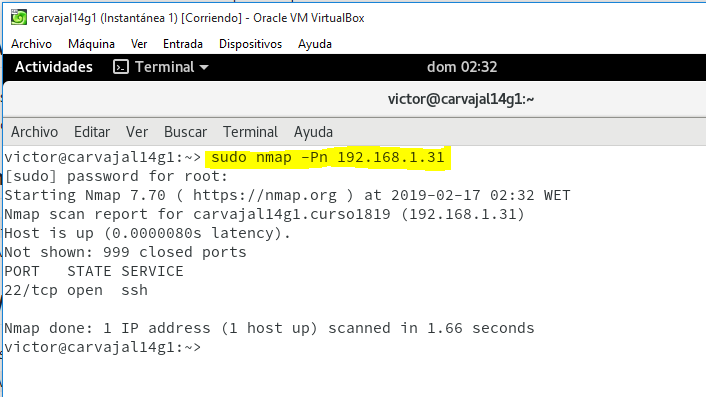 carvajal14g1 (Instantánea 1) [Corriendo] - Oracle VM VirtualBox
Archivo Máquina Ver Entrada Dispositivos Ayuda
Actividades Terminal dom 02:32
victor@carvajal14g1:~
Archivo Editar Ver Buscar Terminal Ayuda
victor@carvajal14g1:~> sudo nmap -Pn 192.168.1.31
[sudo] password for root:
Starting Nmap 7.70 ( https://nmap.org ) at 2019-02-17 02:32 WET
Nmap scan report for carvajal14g1.curso1819 (192.168.1.31)
Host is up (0.0000080s latency).
Not shown: 999 closed ports
PORT   STATE SERVICE
22/tcp open  ssh
Nmap done: 1 IP address (1 host up) scanned in 1.66 seconds
victor@carvajal14g1:~>